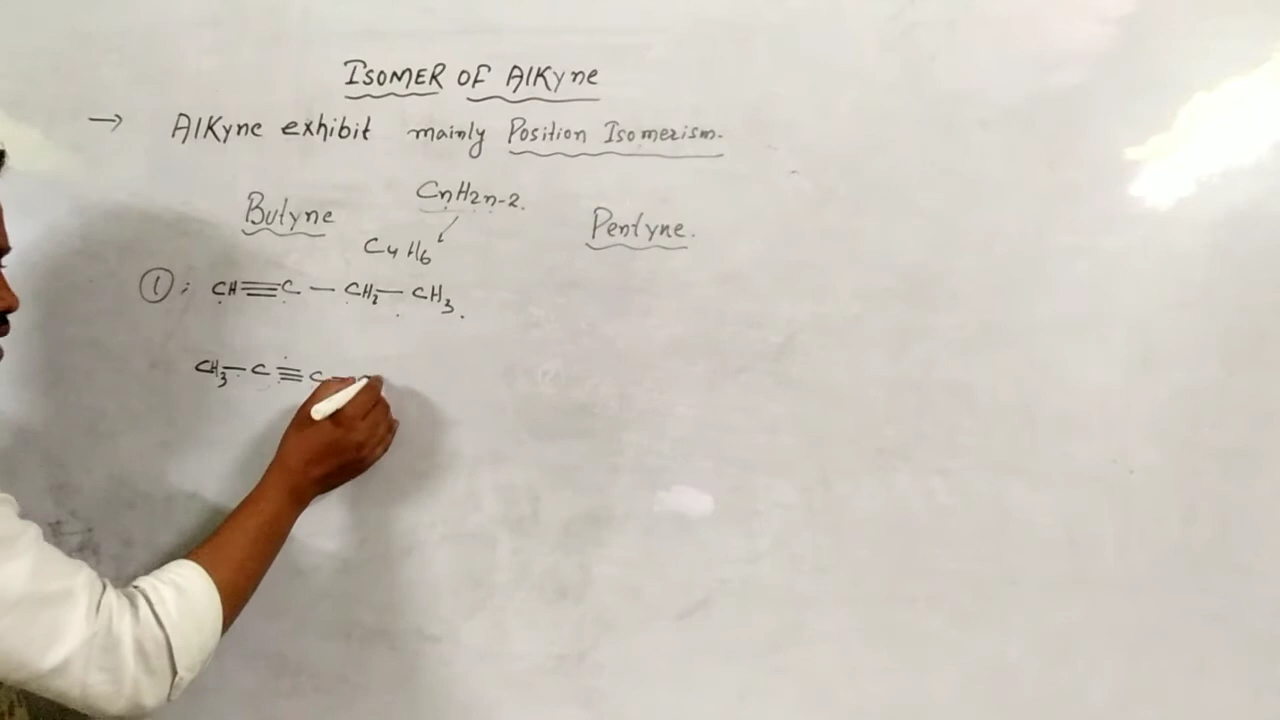 ISOMER OF AlKyne
→ AlKyne exhibit mainly Position Isomerism.
CnH2n-2.
Butyne
Pentyne.
C4H6
① : CH≡C — CH2 — CH3.
CH3 — C ≡ C —